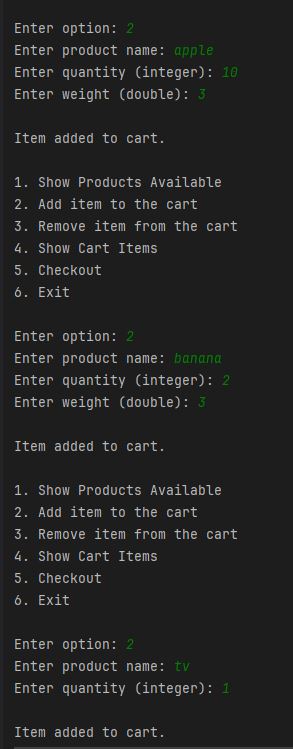 Enter option: 2
Enter product name: apple
Enter quantity (integer): 10
Enter weight (double): 3
Item added to cart.
1. Show Products Available
2. Add item to the cart
3. Remove item from the cart
4. Show Cart Items
5. Checkout
6. Exit
Enter option: 2
Enter product name: banana
Enter quantity (integer): 2
Enter weight (double): 3
Item added to cart.
1. Show Products Available
2. Add item to the cart
3. Remove item from the cart
4. Show Cart Items
5. Checkout
6. Exit
Enter option: 2
Enter product name: tv
Enter quantity (integer): 1
Item added to cart.